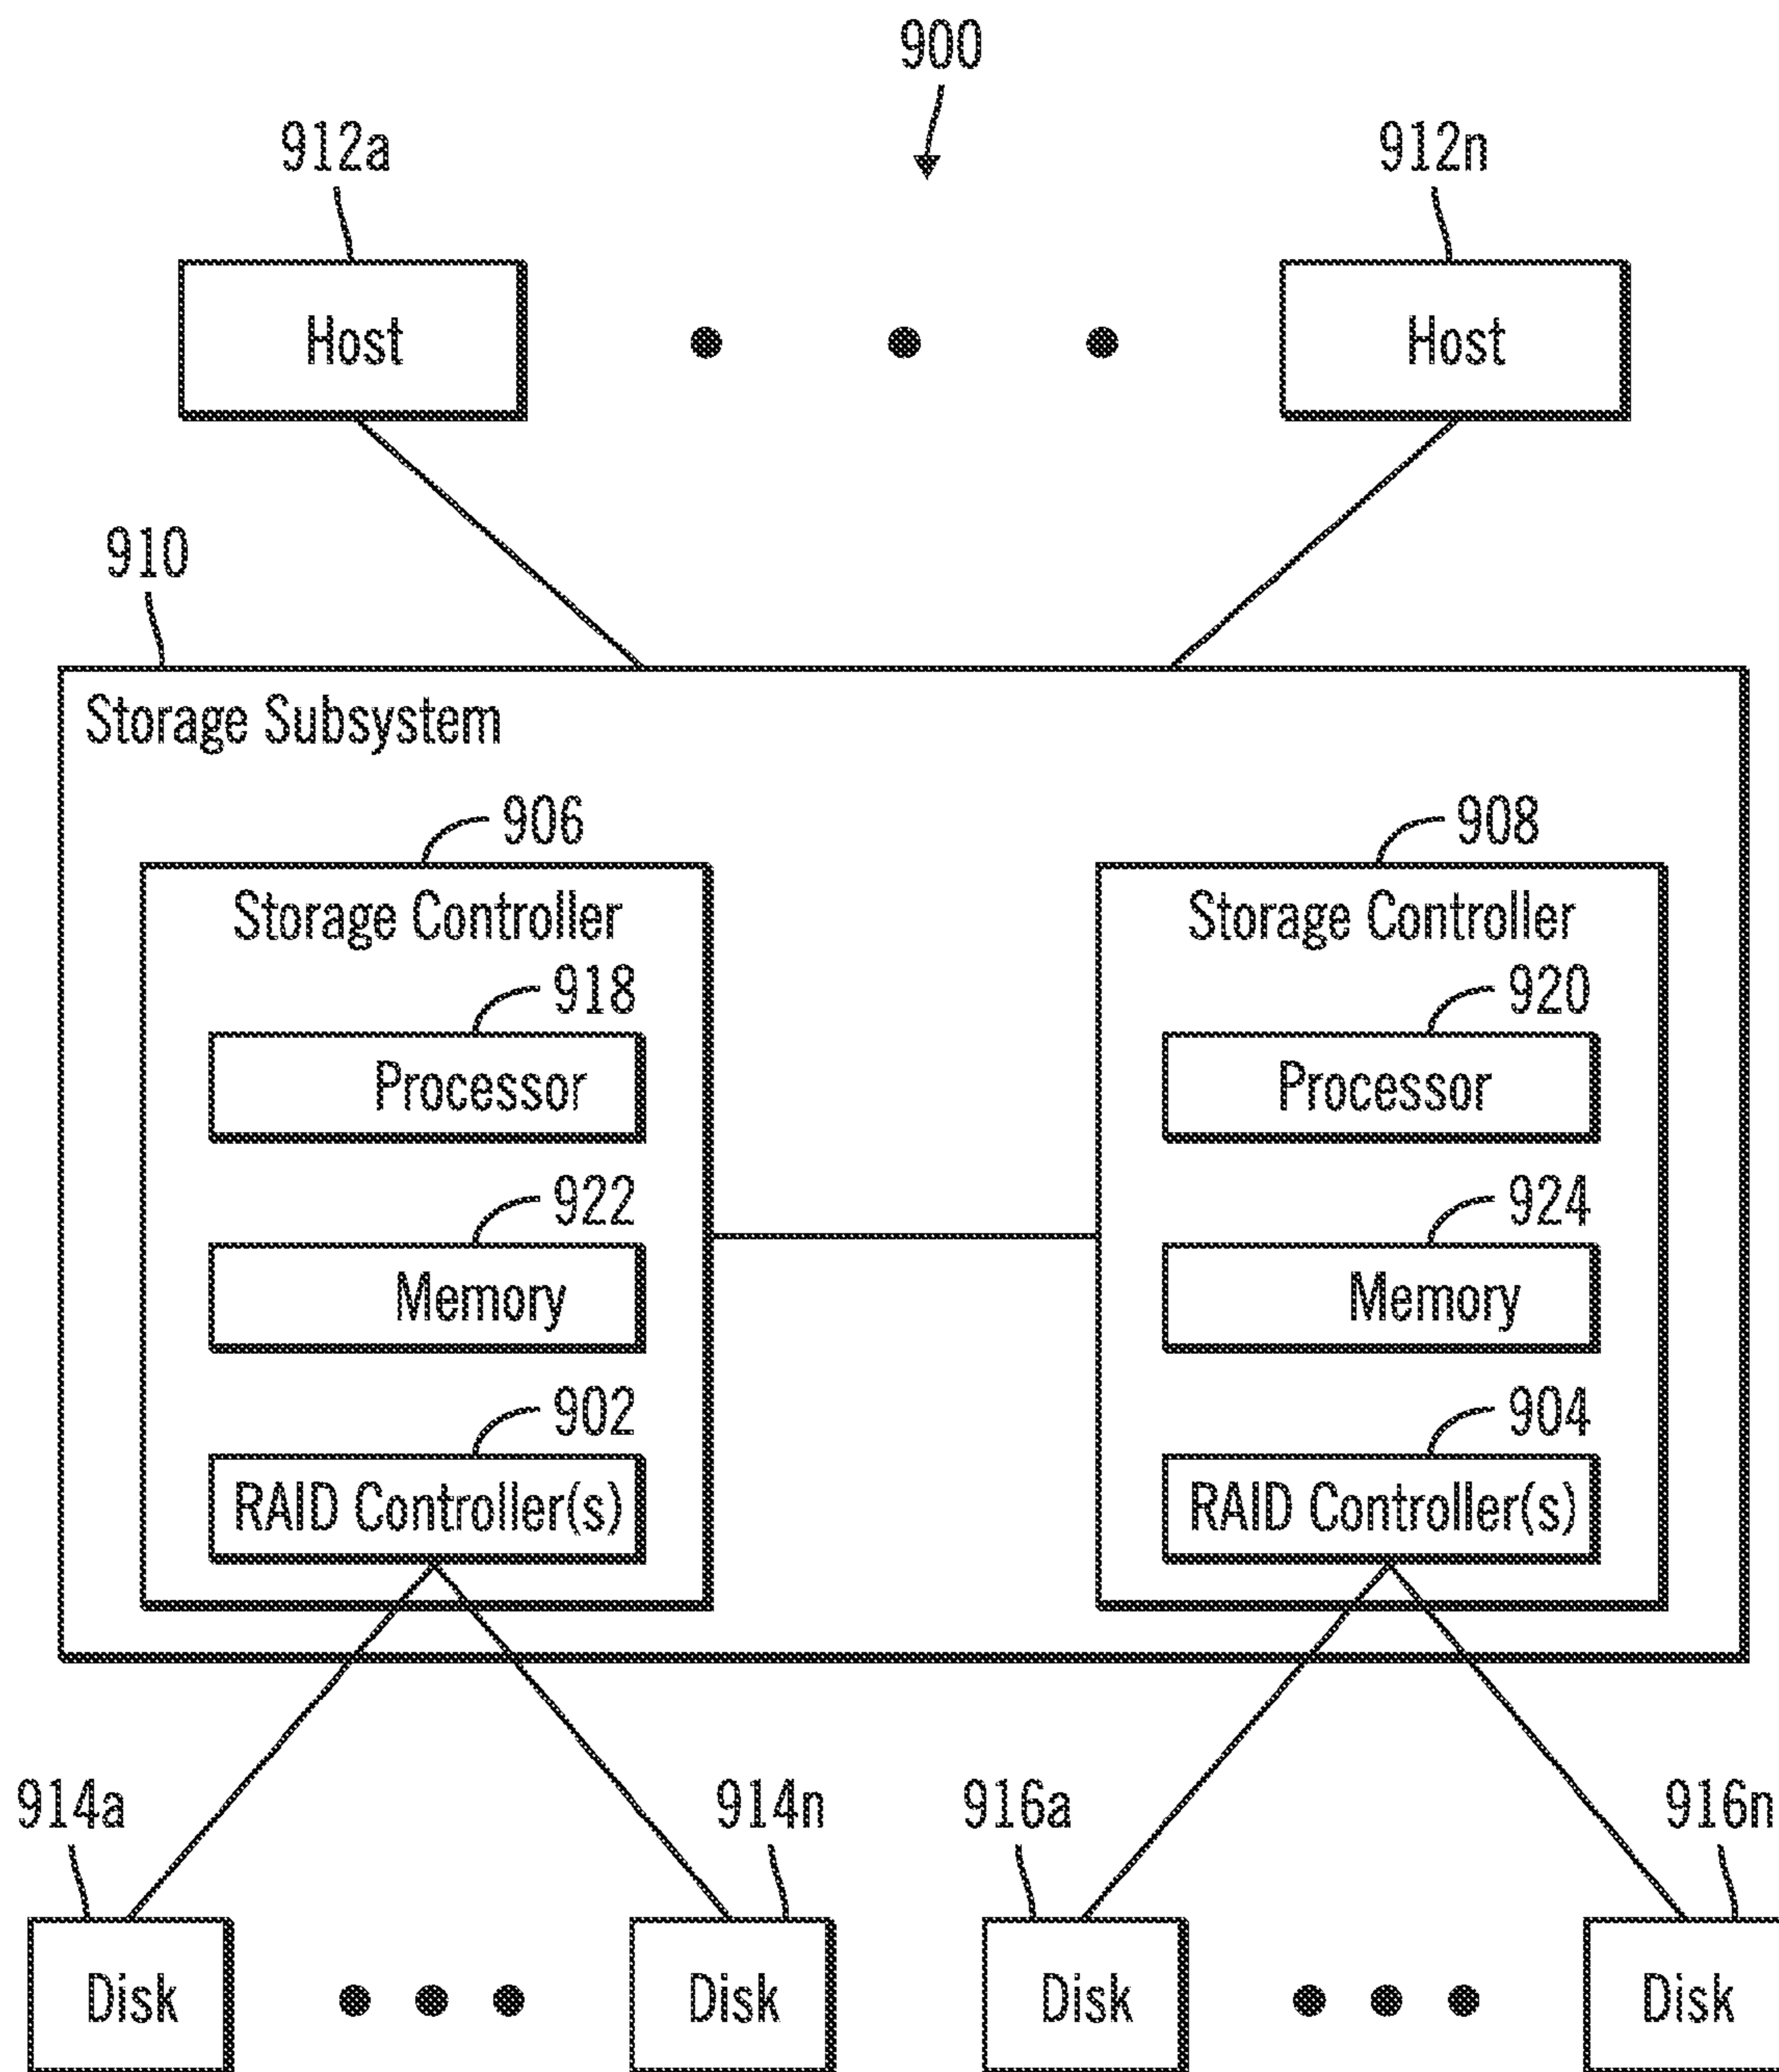 900
912a 912n
Host Host
910
Storage Subsystem
906 908
Storage Controller Storage Controller
918 920
Processor Processor
922 924
Memory Memory
902 904
RAID Controller(s) RAID Controller(s)
914a 914n 916a 916n
Disk Disk Disk Disk